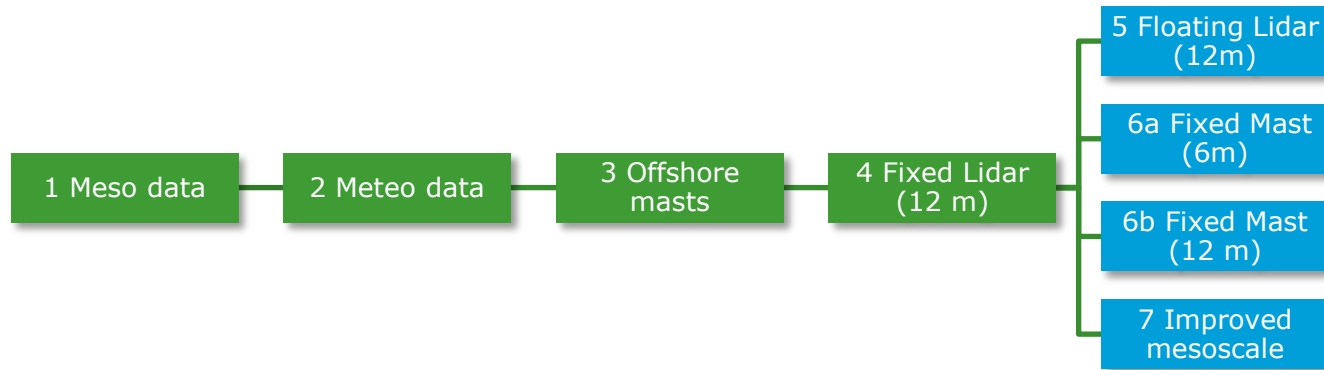 1 Meso data
2 Meteo data
3 Offshore
masts
4 Fixed Lidar
(12 m)
5 Floating Lidar
(12m)
6a Fixed Mast
(6m)
6b Fixed Mast
(12 m)
7 Improved
mesoscale